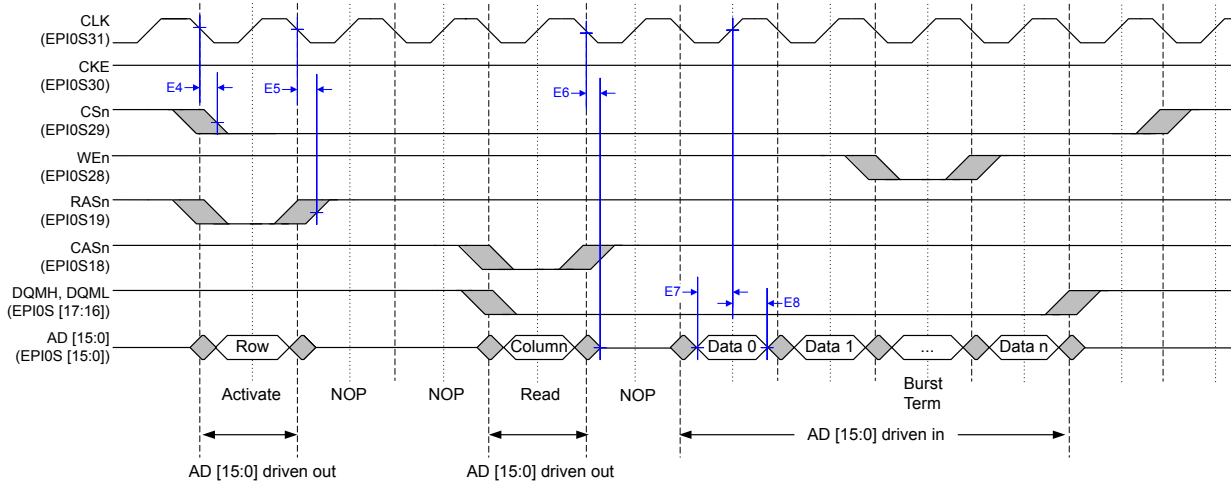 CLK
(EPI0S31)
CKE
(EPI0S30)
E4
E5
E6
CSn
(EPI0S29)
WEn
(EPI0S28)
RASn
(EPI0S19)
CASn
(EPI0S18)
DQMH, DQML
(EPI0S [17:16])
E7
E8
AD [15:0]
(EPI0S [15:0])
Row
Column
Data 0
Data 1
...
Data n
Activate
NOP
NOP
Read
NOP
Burst
Term
AD [15:0] driven in
AD [15:0] driven out
AD [15:0] driven out